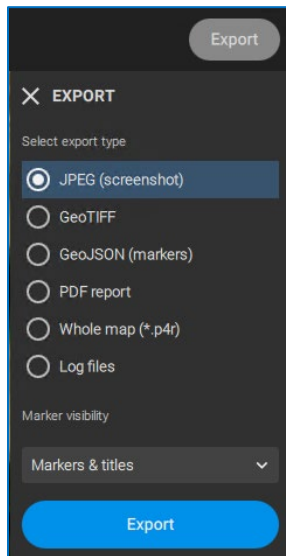 Export
EXPORT
Select export type
JPEG (screenshot)
GeoTIFF
GeoJSON (markers)
PDF report
Whole map (*.p4r)
Log files
Marker visibility
Markers & titles
Export